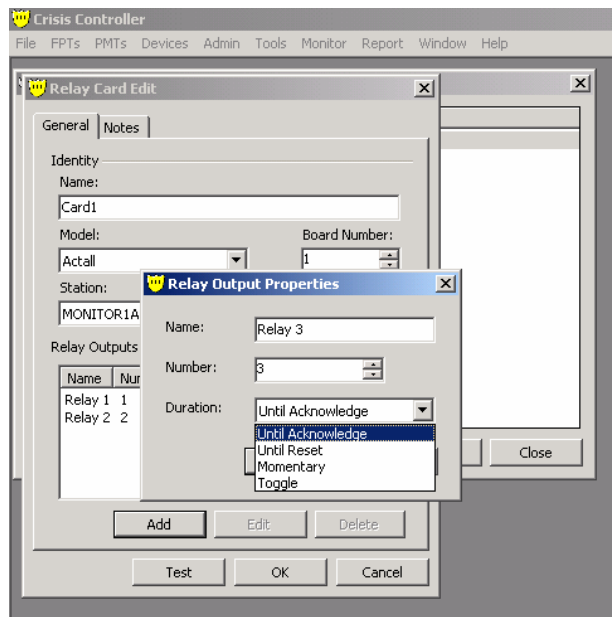 Crisis Controller
File FPTs PMTs Devices Admin Tools Monitor Report Window Help
Relay Card Edit
General Notes
Identity
Name:
Card1
Model: Board Number:
Actall 1
Station:
MONITOR1A
Relay Outputs
Name Num
Relay 1 1
Relay 2 2
Relay Output Properties
Name: Relay 3
Number: 3
Duration: Until Acknowledge
Until Acknowledge
Until Reset
Momentary
Toggle
Close
Add Edit Delete
Test OK Cancel